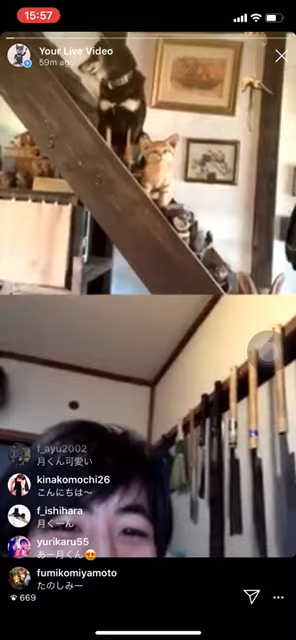 15:57
Your Live Video
59m ago
f_ayu2002
月くん可愛い
kinakomochi26
こんにちは〜
f_ishihara
月くーん
yurikaru55
あー月くん😍
fumikomiyamoto
たのしみー
669